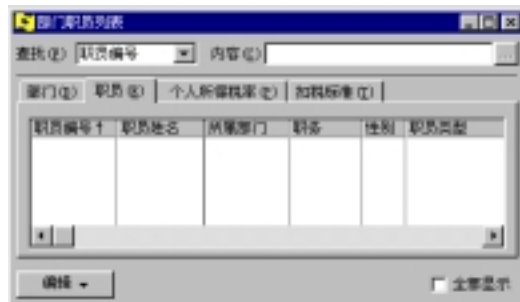 部门职员列表
查找(F) 职员编号 内容(C) ...
部门(D) 职员(E) 个人所得税率(P) 扣税标准(T)
职员编号↑ 职员姓名 所属部门 职务 性别 职员类型
编辑 全部显示